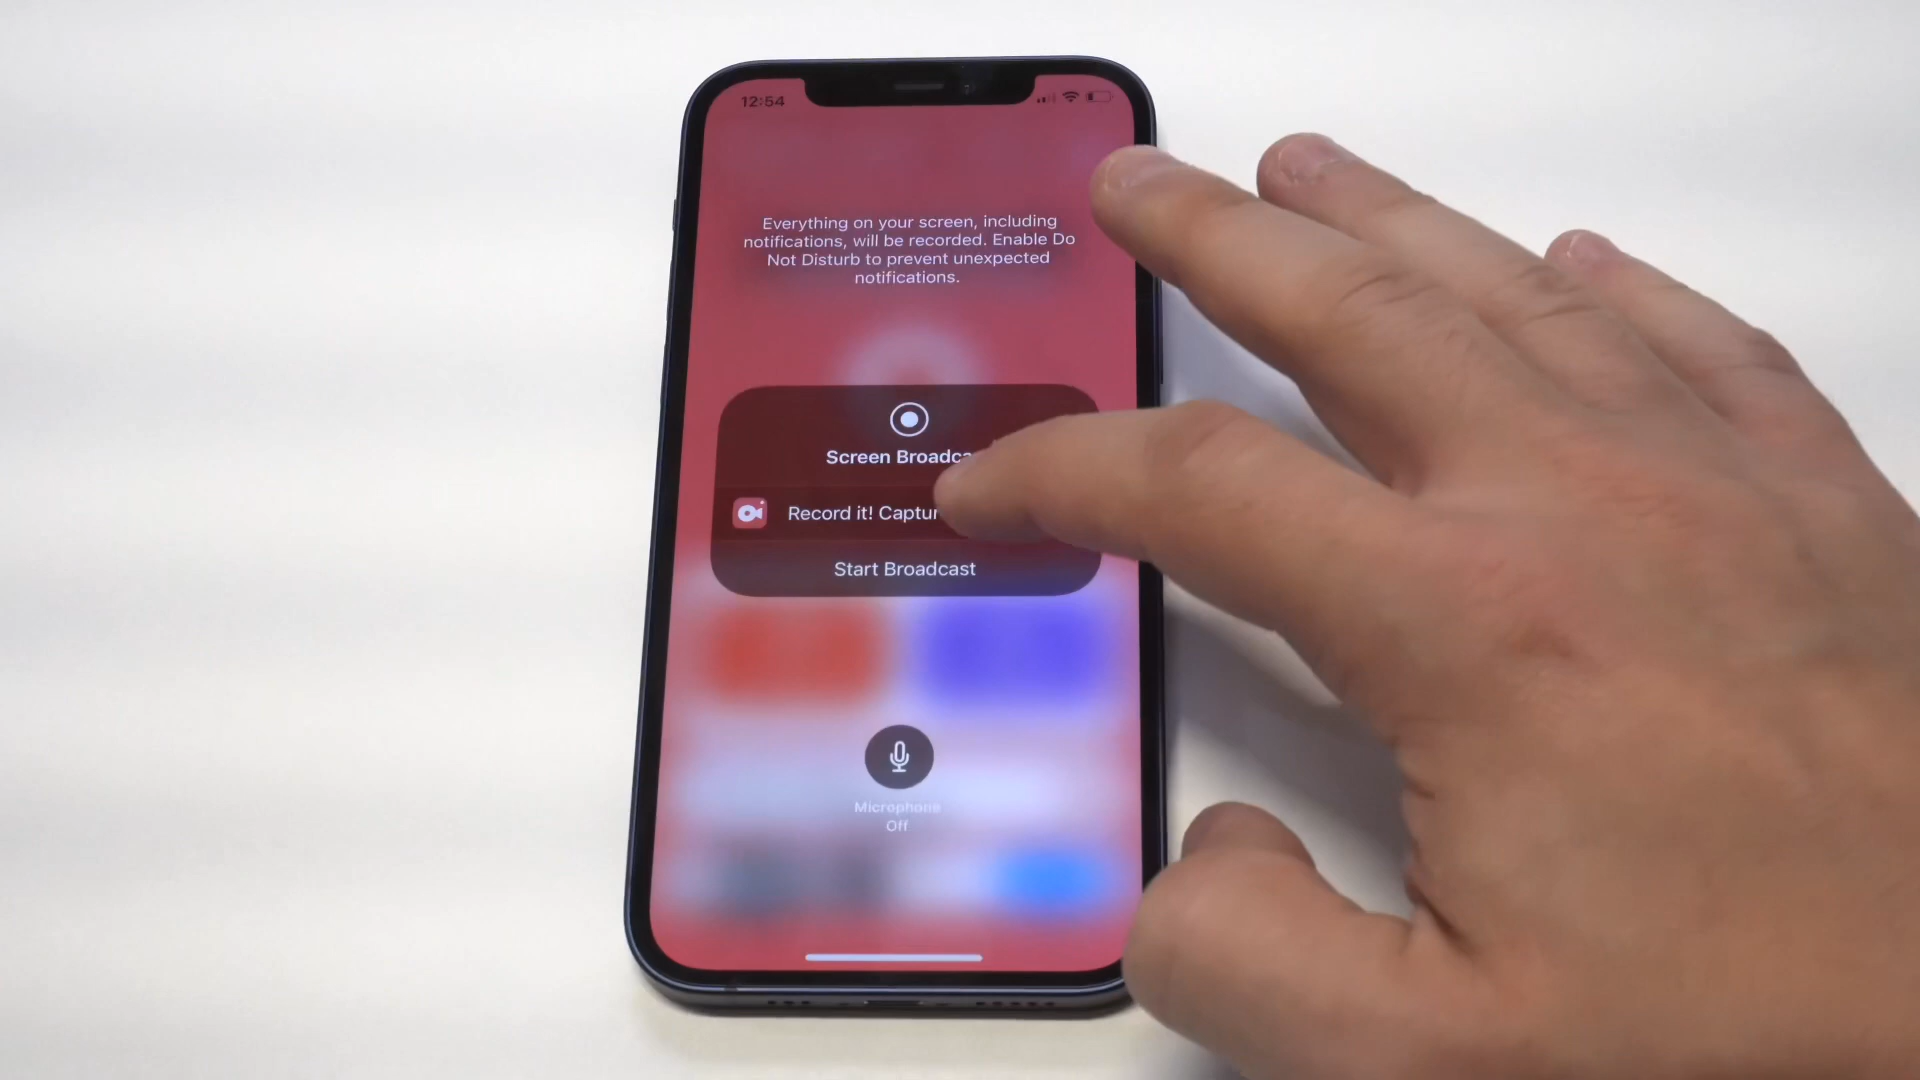 12:54
Everything on your screen, including
notifications, will be recorded. Enable Do
Not Disturb to prevent unexpected
notifications.
Screen Broadca
Record it! Captur
Start Broadcast
Microphone
Off